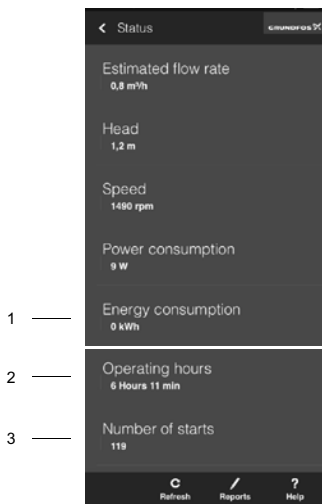 Status
GRUNDFOS
Estimated flow rate
0,8 m³/h
Head
1,2 m
Speed
1490 rpm
Power consumption
9 W
1
Energy consumption
0 kWh
2
Operating hours
6 Hours 11 min
3
Number of starts
119
Refresh
Reports
?
Help